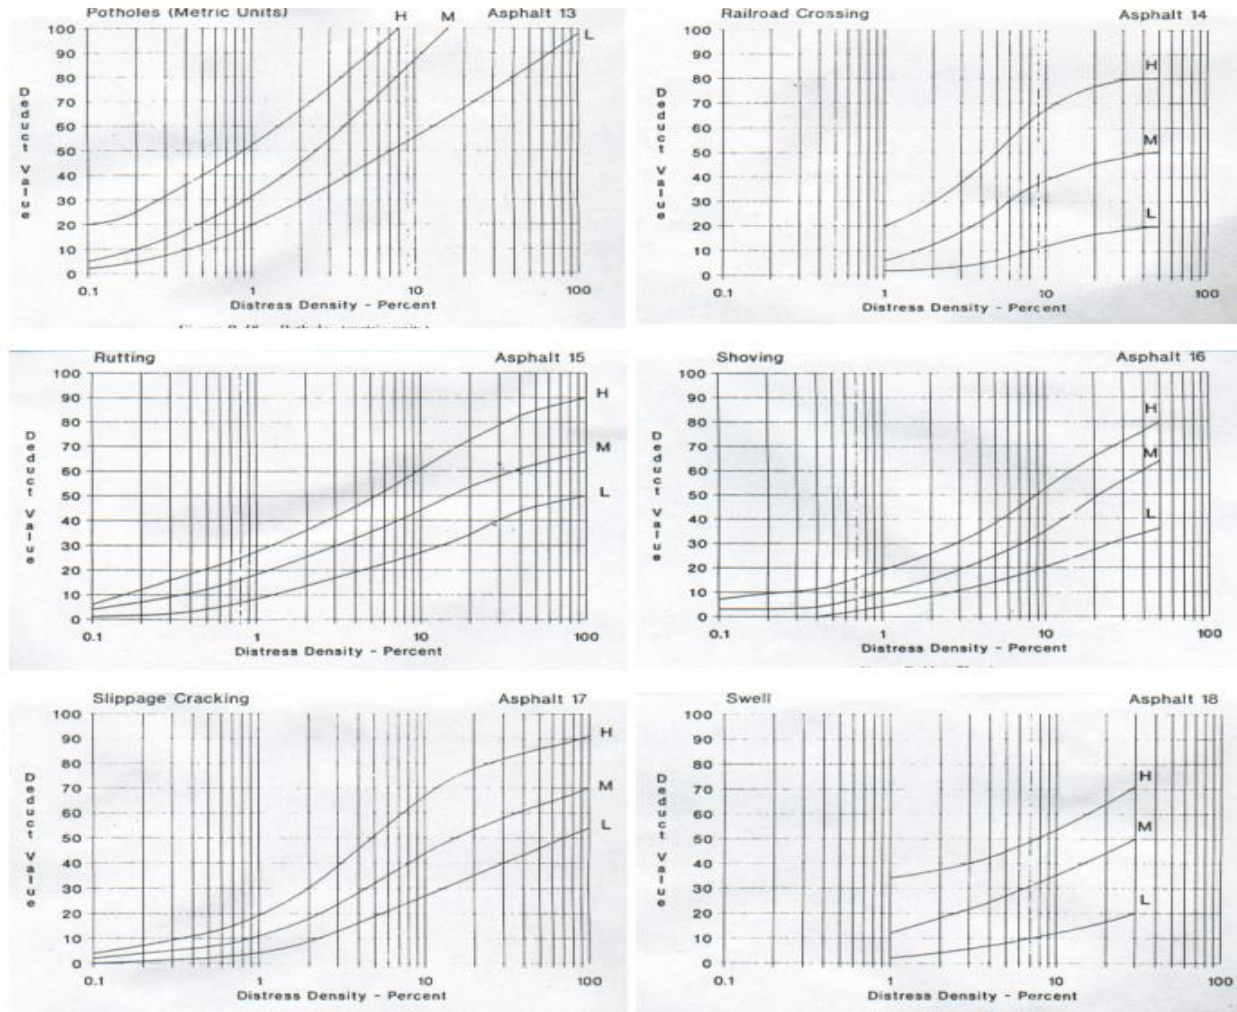 Potholes (Metric Units) H M Asphalt 13
L
Deduct Value
100
90
80
70
60
50
40
30
20
10
0
0.1 1 10 100
Distress Density - Percent
Railroad Crossing Asphalt 14
H
M
L
Deduct Value
100
90
80
70
60
50
40
30
20
10
0
0.1 1 10 100
Distress Density - Percent
Rutting Asphalt 15
H
M
L
Deduct Value
100
90
80
70
60
50
40
30
20
10
0
0.1 1 10 100
Distress Density - Percent
Shoving Asphalt 16
H
M
L
Deduct Value
100
90
80
70
60
50
40
30
20
10
0
0.1 1 10 100
Distress Density - Percent
Slippage Cracking Asphalt 17
H
M
L
Deduct Value
100
90
80
70
60
50
40
30
20
10
0
0.1 1 10 100
Distress Density - Percent
Swell Asphalt 18
H
M
L
Deduct Value
100
90
80
70
60
50
40
30
20
10
0
0.1 1 10 100
Distress Density - Percent